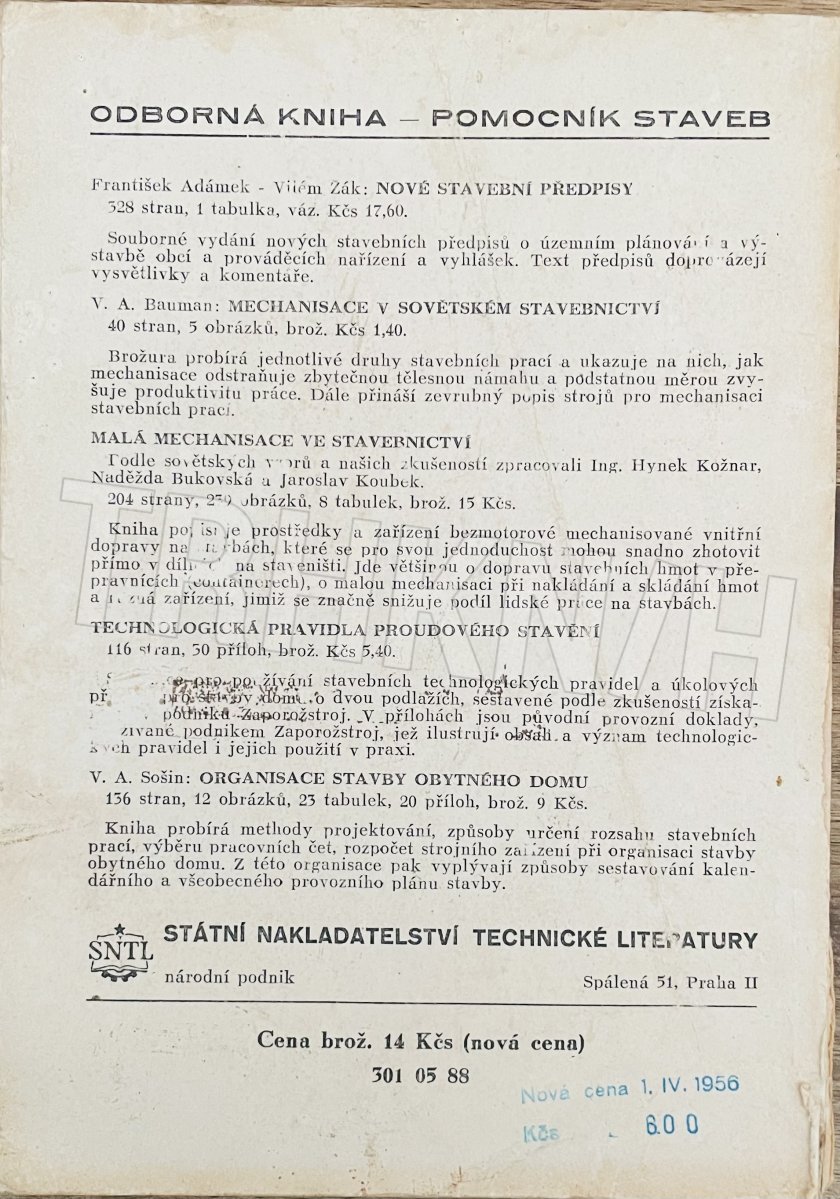 ODBORNÁ KNIHA — POMOCNÍK STAVEB
František Adámek - Vilém Žák: NOVÉ STAVEBNÍ PŘEDPISY
328 stran, 1 tabulka, váz. Kčs 17,60.
Souborné vydání nových stavebních předpisů o územním plánování a vý-
stavbě obcí a prováděcích nařízení a vyhlášek. Text předpisů doprovázejí
vysvětlivky a komentáře.
V. A. Bauman: MECHANISACE V SOVĚTSKÉM STAVEBNICTVÍ
40 stran, 5 obrázků, brož. Kčs 1,40.
Brožura probírá jednotlivé druhy stavebních prací a ukazuje na nich, jak
mechanisace odstraňuje zbytečnou tělesnou námahu a podstatnou měrou zvy-
šuje produktivitu práce. Dále přináší zevrubný popis strojů pro mechanisaci
stavebních prací.
MALÁ MECHANISACE VE STAVEBNICTVÍ
Podle sovětských vzorů a našich zkušeností zpracovali Ing. Hynek Kožnar,
Naděžda Bukovská a Jaroslav Koubek.
204 strany, obrázků, 8 tabulek, brož. 15 Kčs.
Kniha popisuje prostředky a zařízení bezmotorové mechanisované vnitřní
dopravy na stavbách, které se pro svou jednoduchost mohou snadno zhotovit
přímo v na staveništi. Jde většinou o dopravu stavebních hmot v pře-
pravnících (containerech), o malou mechanisaci při nakládání a skládání hmot
a různá zařízení, jimiž se značně snižuje podíl lidské práce na stavbách.
TECHNOLOGICKÁ PRAVIDLA PROUDOVÉHO STAVĚNÍ
116 stran, 30 příloh, brož. Kčs 5,40.
pro používání stavebních technologických pravidel a úkolových
pro stavby domu o dvou podlažích, sestavené podle zkušeností získa-
podniku Zaporožstroj. V přílohách jsou původní provozní doklady,
podnikem Zaporožstroj, jež ilustrují obsah a význam technologic-
kých pravidel i jejich použití v praxi.
V. A. Sošin: ORGANISACE STAVBY OBYTNÉHO DOMU
136 stran, 12 obrázků, 23 tabulek, 20 příloh, brož. 9 Kčs.
Kniha probírá methody projektování, způsoby určení rozsahu stavebních
prací, výběru pracovních čet, rozpočet strojního zařízení při organisaci stavby
obytného domu. Z této organisace pak vyplývají způsoby sestavování kalen-
dářního a všeobecného provozního plánu stavby.
SNTL
STÁTNÍ NAKLADATELSTVÍ TECHNICKÉ LITERATURY
národní podnik
Spálená 51, Praha II
Cena brož. 14 Kčs (nová cena)
301 05 88
Nová cena 1. IV. 1956
Kčs 6.00
TRHKNIH